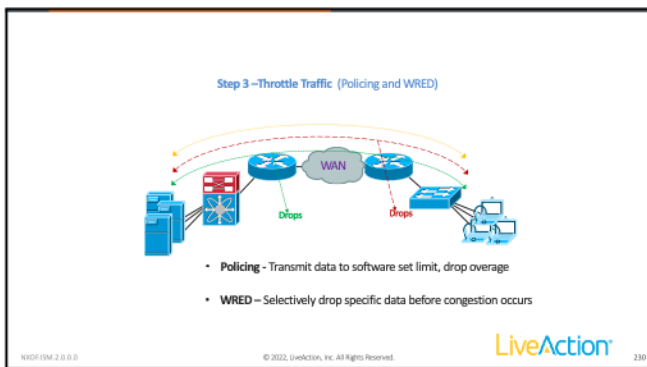 Step 3 –Throttle Traffic (Policing and WRED)
WAN
Drops
Drops
• Policing - Transmit data to software set limit, drop overage
• WRED – Selectively drop specific data before congestion occurs
NXOF.ISM.2.0.0.0
© 2022, LiveAction, Inc. All Rights Reserved.
LiveAction®
230